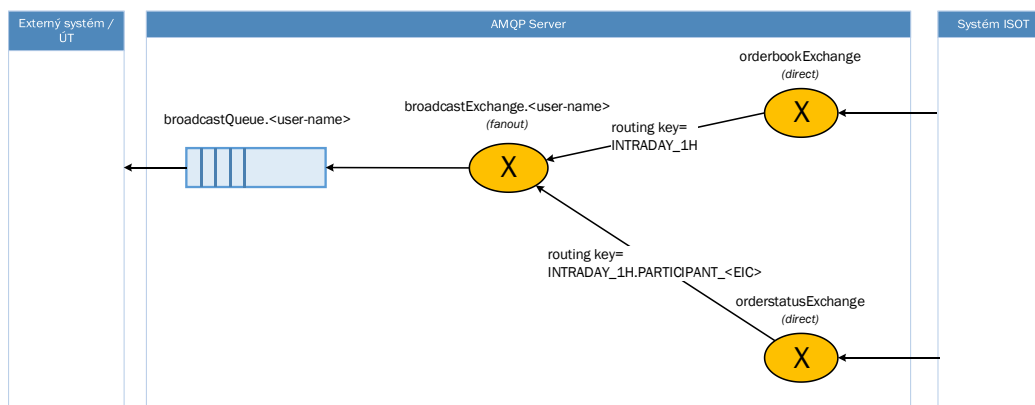 Externý systém /
ÚT
AMQP Server
Systém ISOT
orderbookExchange
(direct)
X
broadcastExchange.<user-name>
(fanout)
X
broadcastQueue.<user-name>
routing key=
INTRADAY_1H
routing key=
INTRADAY_1H.PARTICIPANT_<EIC>
orderstatusExchange
(direct)
X